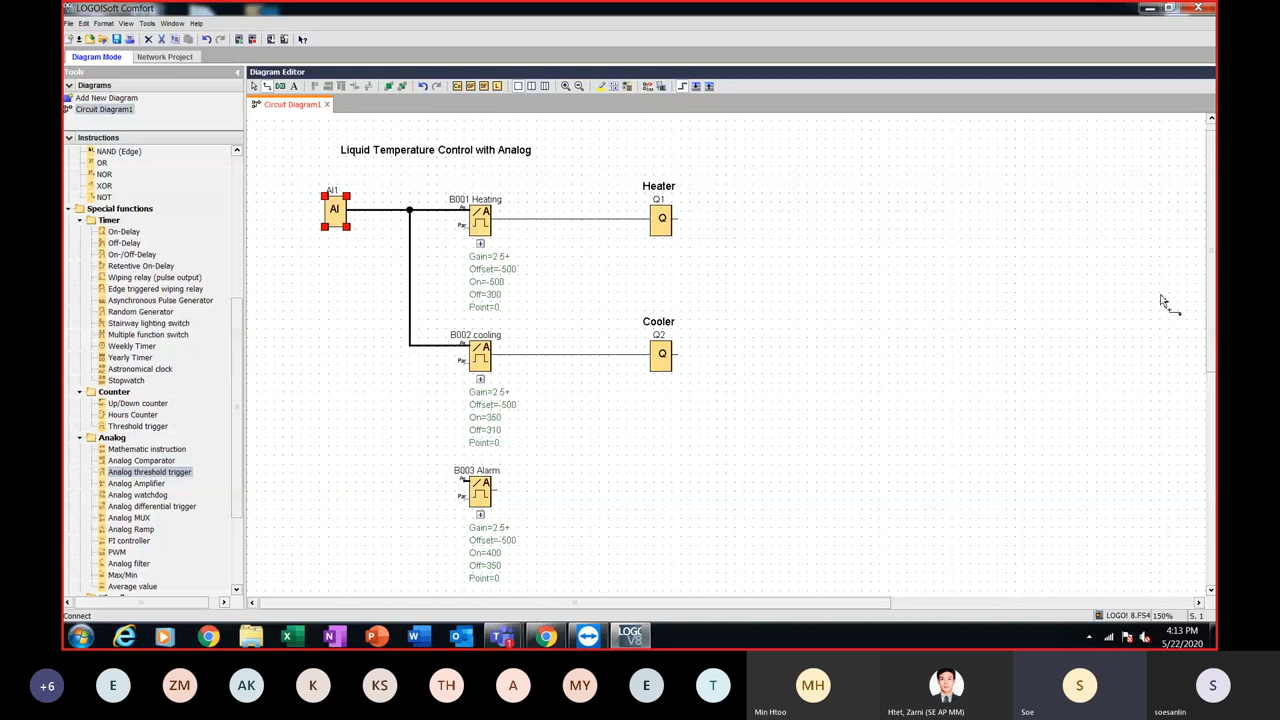 LOGO!Soft Comfort
File Edit Format View Tools Window Help
Diagram Mode Network Project
Tools
Diagrams
Add New Diagram
Circuit Diagram1
Instructions
NAND (Edge)
OR
NOR
XOR
NOT
Special functions
Timer
On-Delay
Off-Delay
On-/Off-Delay
Retentive On-Delay
Wiping relay (pulse output)
Edge triggered wiping relay
Asynchronous Pulse Generator
Random Generator
Stairway lighting switch
Multiple function switch
Weekly Timer
Yearly Timer
Astronomical clock
Stopwatch
Counter
Up/Down counter
Hours Counter
Threshold trigger
Analog
Mathematic instruction
Analog Comparator
Analog threshold trigger
Analog Amplifier
Analog watchdog
Analog differential trigger
Analog MUX
Analog Ramp
PI controller
PWM
Analog filter
Max/Min
Average value
Connect
Diagram Editor
Circuit Diagram1
Liquid Temperature Control with Analog
AI1
AI
B001 Heating
A
Par
Gain=2.5+
Offset=-500
On=-500
Off=300
Point=0
Heater
Q1
Q
B002 cooling
A
Par
Gain=2.5+
Offset=-500
On=350
Off=310
Point=0
Cooler
Q2
Q
B003 Alarm
A
Par
Gain=2.5+
Offset=-500
On=400
Off=350
Point=0
LOGO! 8.FS4 150% S. 1
4:13 PM
5/22/2020
+6 E ZM AK K KS TH A MY E T MH S S
Min Htoo
Htet, Zarni (SE AP MM)
Soe
soesanlin